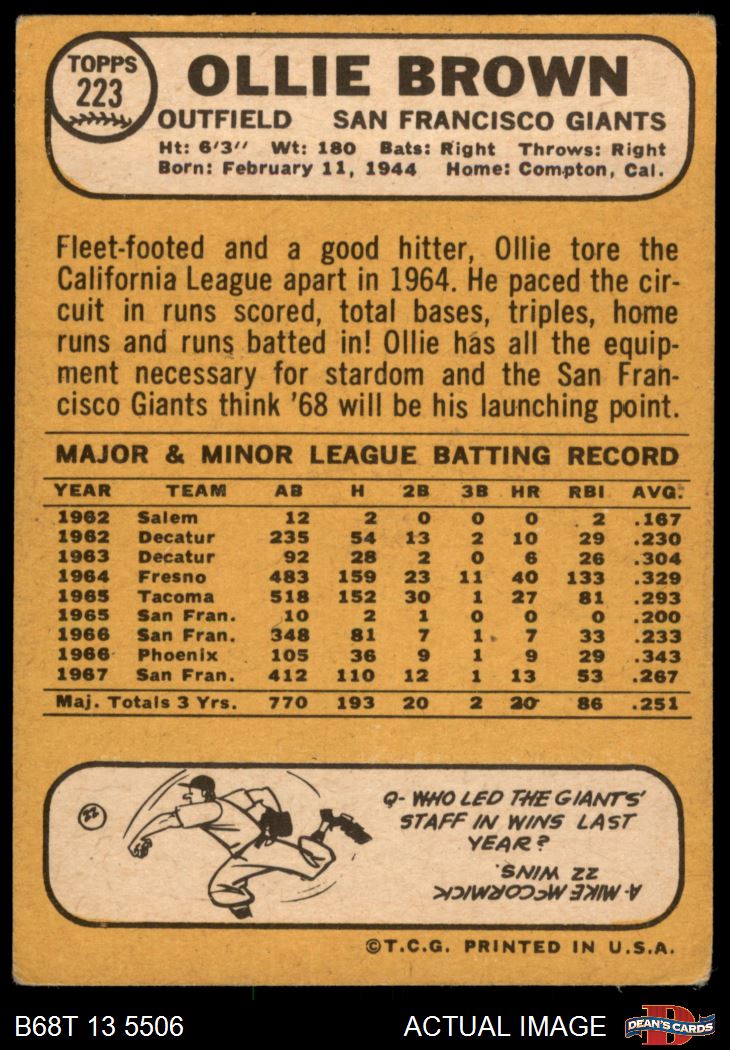 TOPPS
223
OLLIE BROWN
OUTFIELD SAN FRANCISCO GIANTS
Ht: 6'3" Wt: 180 Bats: Right Throws: Right
Born: February 11, 1944 Home: Compton, Cal.
Fleet-footed and a good hitter, Ollie tore the
California League apart in 1964. He paced the cir-
cuit in runs scored, total bases, triples, home
runs and runs batted in! Ollie has all the equip-
ment necessary for stardom and the San Fran-
cisco Giants think '68 will be his launching point.
MAJOR & MINOR LEAGUE BATTING RECORD
YEAR TEAM AB H 2B 3B HR RBI AVG.
1962 Salem 12 2 0 0 0 2 .167
1962 Decatur 235 54 13 2 10 29 .230
1963 Decatur 92 28 2 0 6 26 .304
1964 Fresno 483 159 23 11 40 133 .329
1965 Tacoma 518 152 30 1 27 81 .293
1965 San Fran. 10 2 1 0 0 0 .200
1966 San Fran. 348 81 7 1 7 33 .233
1966 Phoenix 105 36 9 1 9 29 .343
1967 San Fran. 412 110 12 1 13 53 .267
Maj. Totals 3 Yrs. 770 193 20 2 20 86 .251
22
Q- WHO LED THE GIANTS'
STAFF IN WINS LAST
YEAR?
A- MIKE McCORMICK
22 WINS.
©T.C.G. PRINTED IN U.S.A.
B68T 13 5506 ACTUAL IMAGE
D
DEAN'S CARDS